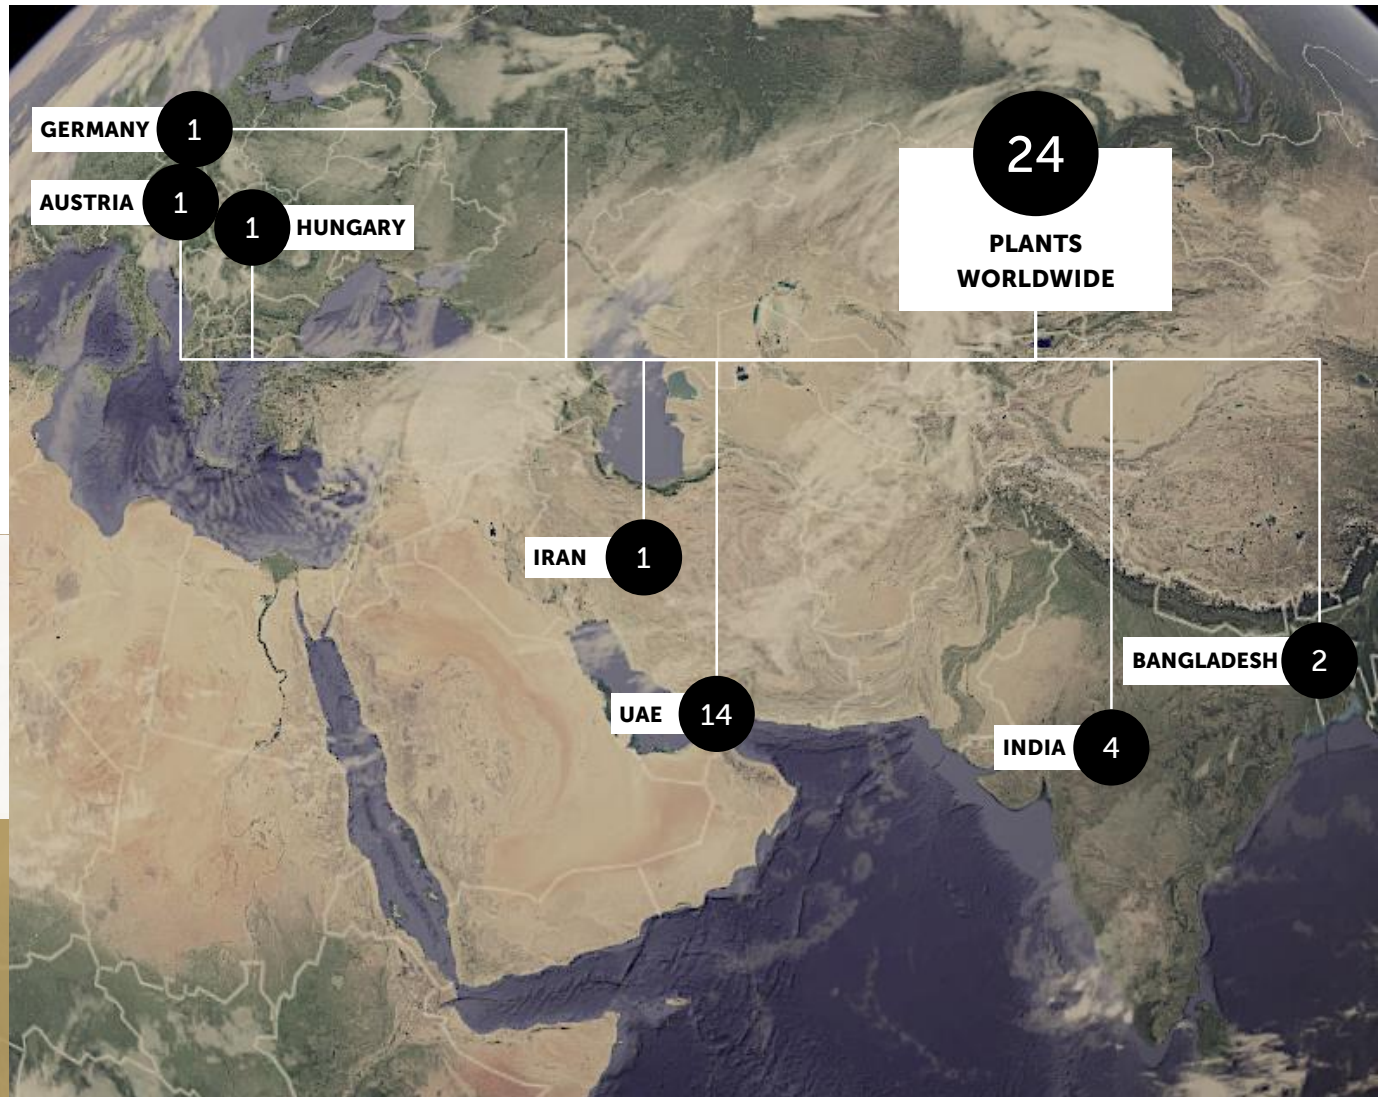 GERMANY 1
AUSTRIA 1
1 HUNGARY
24
PLANTS
WORLDWIDE
IRAN 1
BANGLADESH 2
UAE 14
INDIA 4